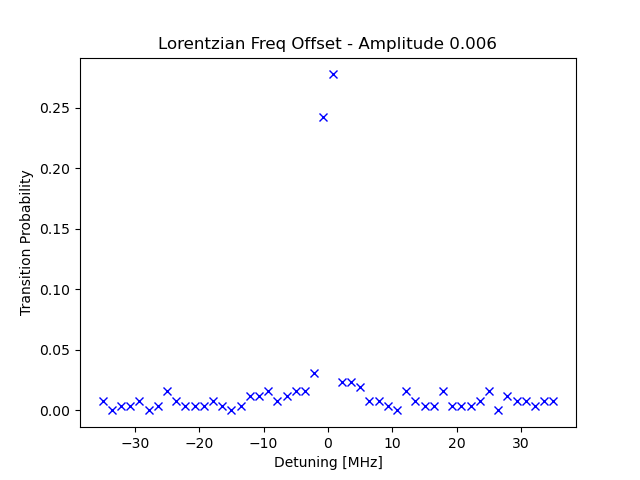 Lorentzian Freq Offset - Amplitude 0.006
Transition Probability
0.25
0.20
0.15
0.10
0.05
0.00
−30 −20 −10 0 10 20 30
Detuning [MHz]